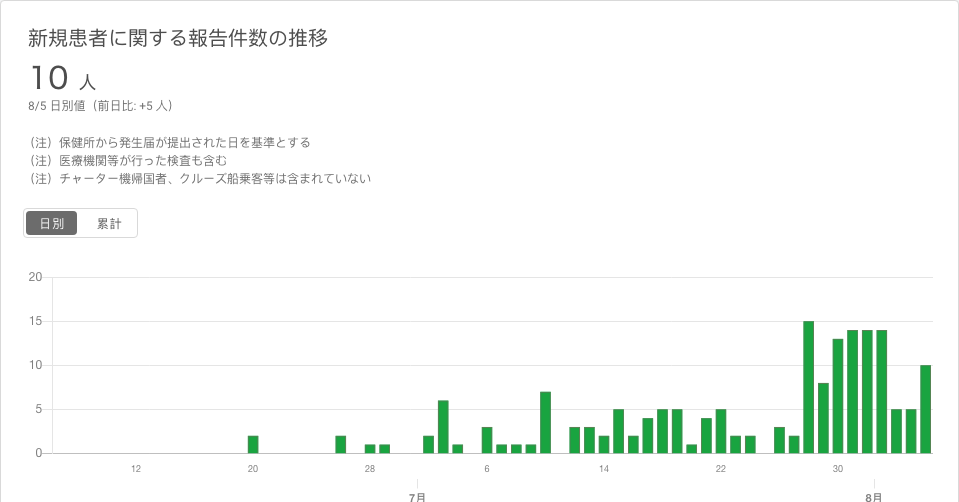 新規患者に関する報告件数の推移
10 人
8/5 日別値（前日比: +5 人）
（注）保健所から発生届が提出された日を基準とする
（注）医療機関等が行った検査も含む
（注）チャーター機帰国者、クルーズ船乗客等は含まれていない
日別 累計
20
15
10
5
0
12 20 28 6 14 22 30
7月 8月